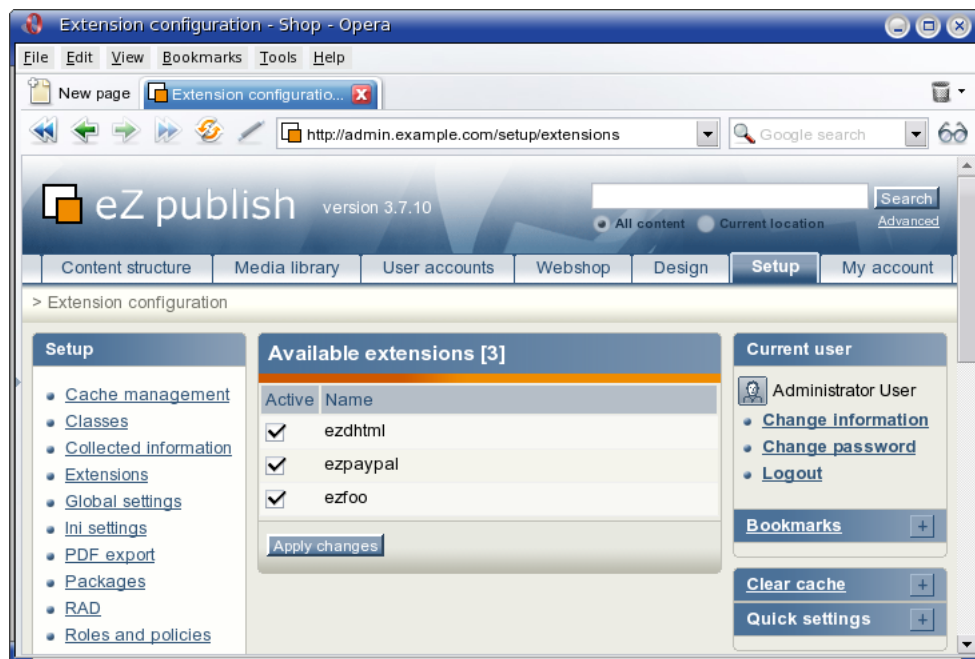 Extension configuration - Shop - Opera
File Edit View Bookmarks Tools Help
New page Extension configuratio...
http://admin.example.com/setup/extensions Google search
eZ publish version 3.7.10
Search
All content Current location Advanced
Content structure Media library User accounts Webshop Design Setup My account
> Extension configuration
Setup
Cache management
Classes
Collected information
Extensions
Global settings
Ini settings
PDF export
Packages
RAD
Roles and policies
Available extensions [3]
Active Name
ezdhtml
ezpaypal
ezfoo
Apply changes
Current user
Administrator User
Change information
Change password
Logout
Bookmarks +
Clear cache +
Quick settings +